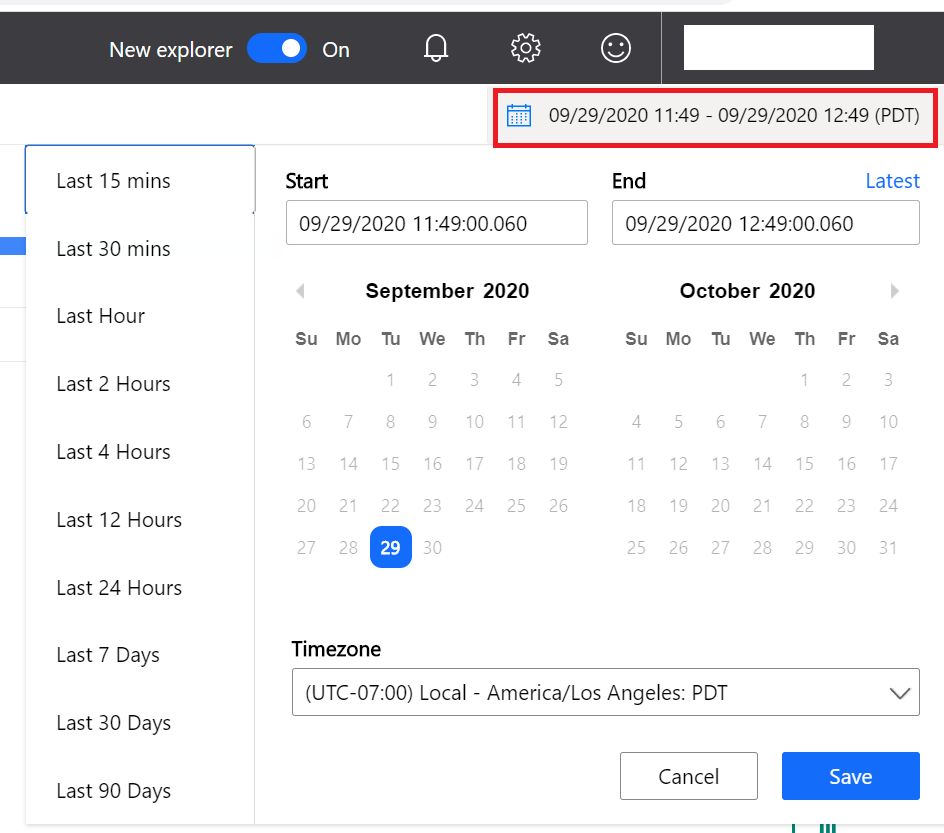 New explorer On
09/29/2020 11:49 - 09/29/2020 12:49 (PDT)
Last 15 mins
Last 30 mins
Last Hour
Last 2 Hours
Last 4 Hours
Last 12 Hours
Last 24 Hours
Last 7 Days
Last 30 Days
Last 90 Days
Start
09/29/2020 11:49:00.060
End Latest
09/29/2020 12:49:00.060
September 2020
Su Mo Tu We Th Fr Sa
1 2 3 4 5
6 7 8 9 10 11 12
13 14 15 16 17 18 19
20 21 22 23 24 25 26
27 28 29 30
October 2020
Su Mo Tu We Th Fr Sa
1 2 3
4 5 6 7 8 9 10
11 12 13 14 15 16 17
18 19 20 21 22 23 24
25 26 27 28 29 30 31
Timezone
(UTC-07:00) Local - America/Los Angeles: PDT
Cancel Save